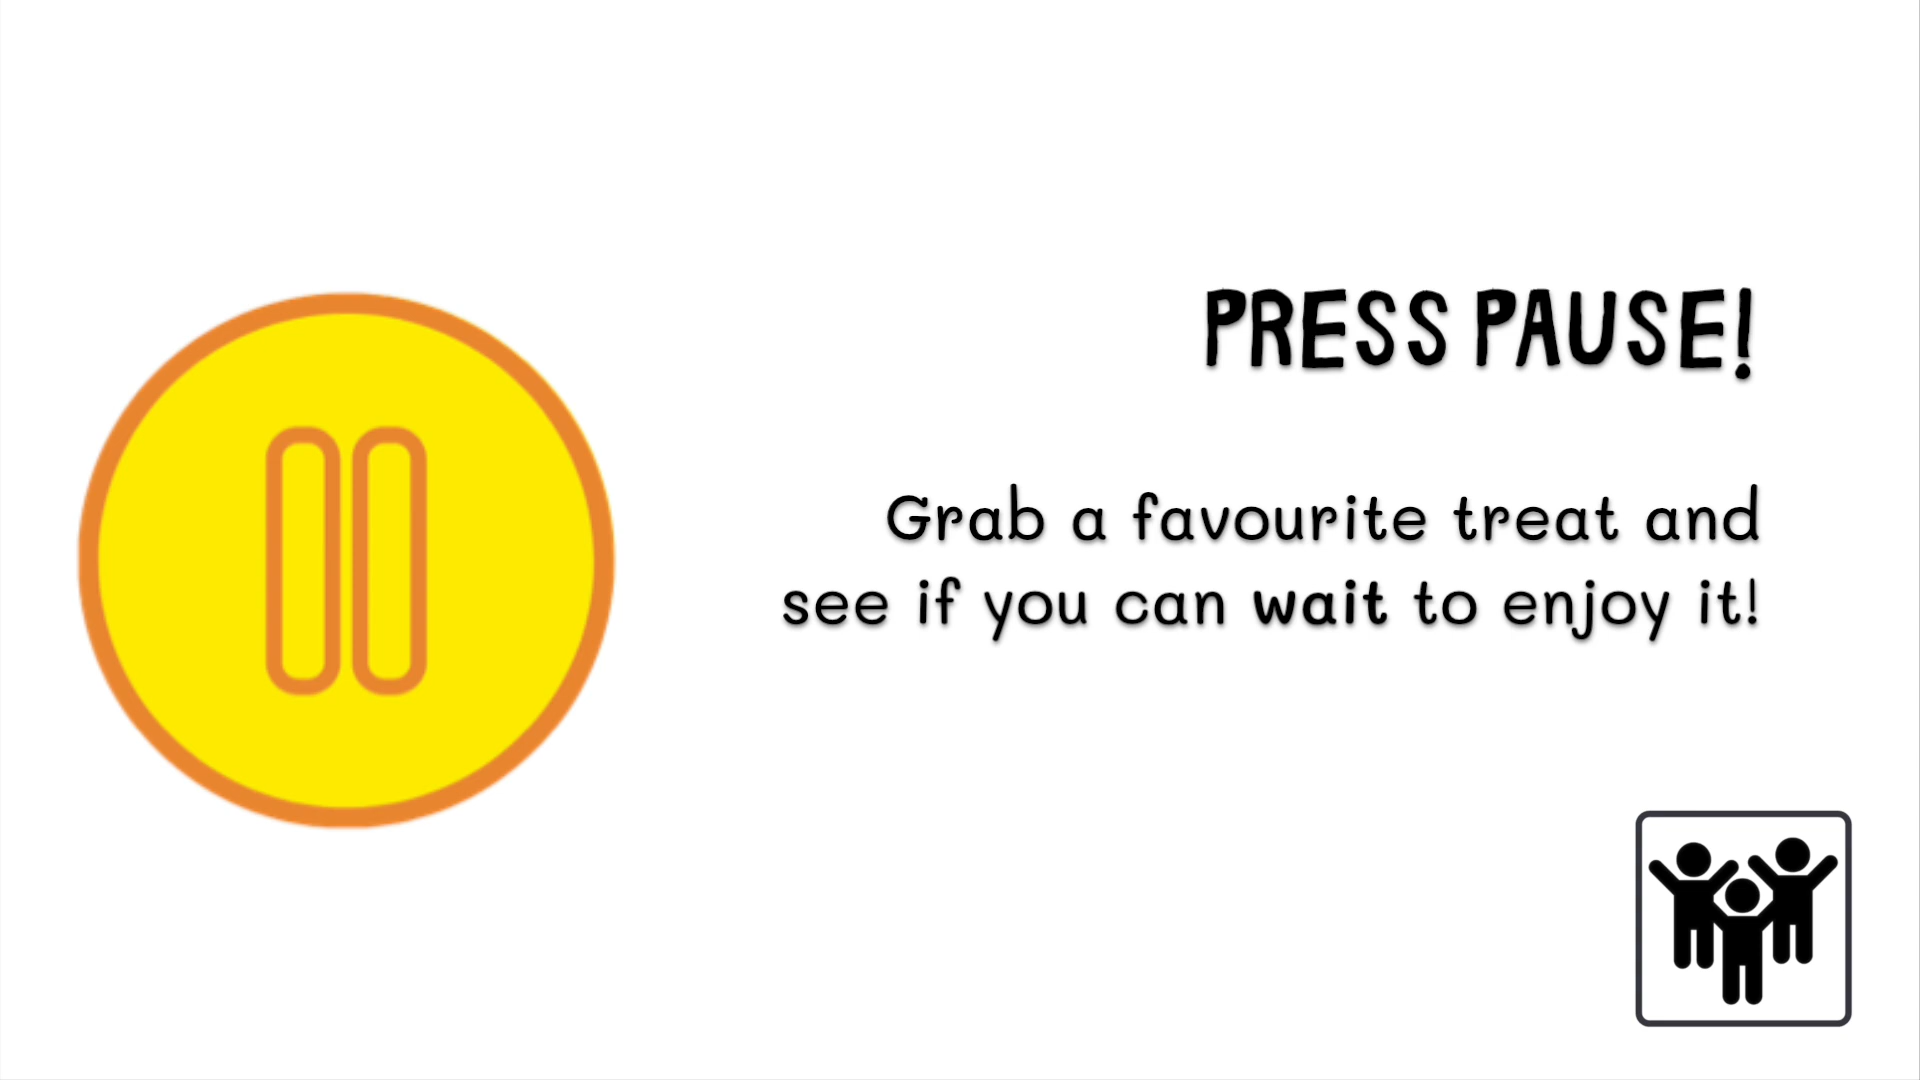 PRESS PAUSE!
Grab a favourite treat and
see if you can wait to enjoy it!